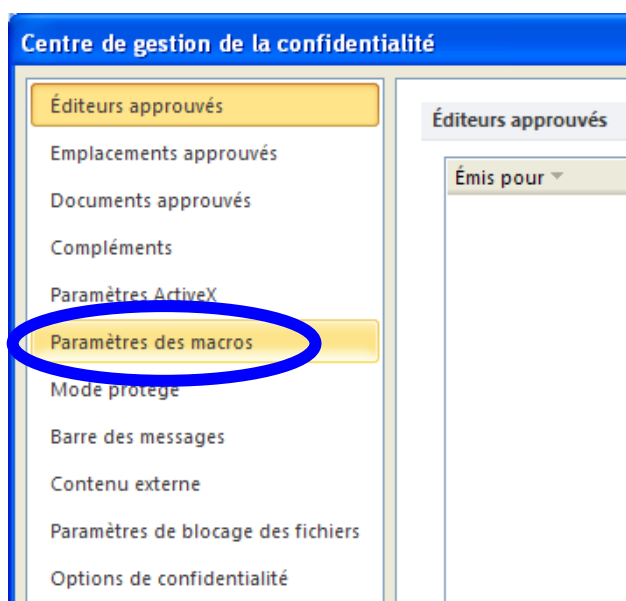 Centre de gestion de la confidentialité
Éditeurs approuvés
Emplacements approuvés
Documents approuvés
Compléments
Paramètres ActiveX
Paramètres des macros
Mode protégé
Barre des messages
Contenu externe
Paramètres de blocage des fichiers
Options de confidentialité
Éditeurs approuvés
Émis pour